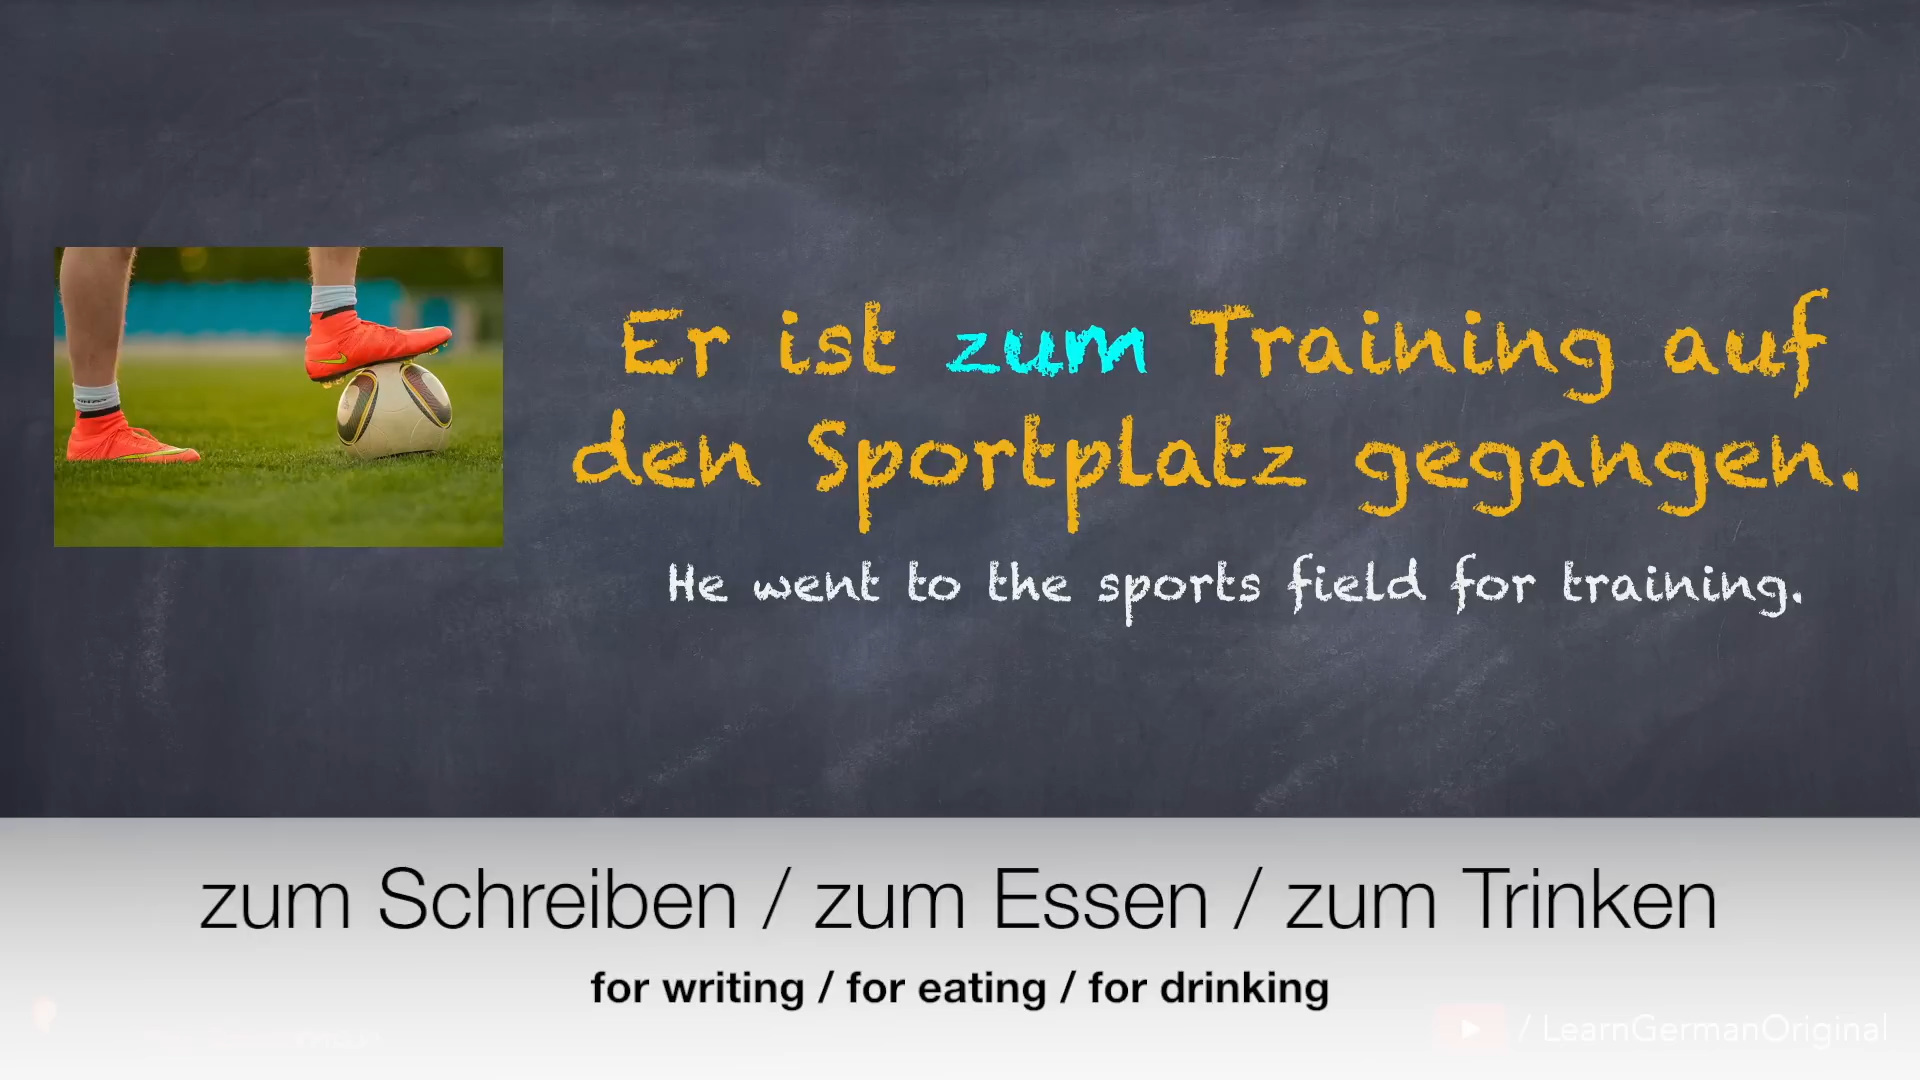 Er ist zum Training auf
den Sportplatz gegangen.
He went to the sports field for training.
zum Schreiben / zum Essen / zum Trinken
for writing / for eating / for drinking
/ LearnGermanOriginal